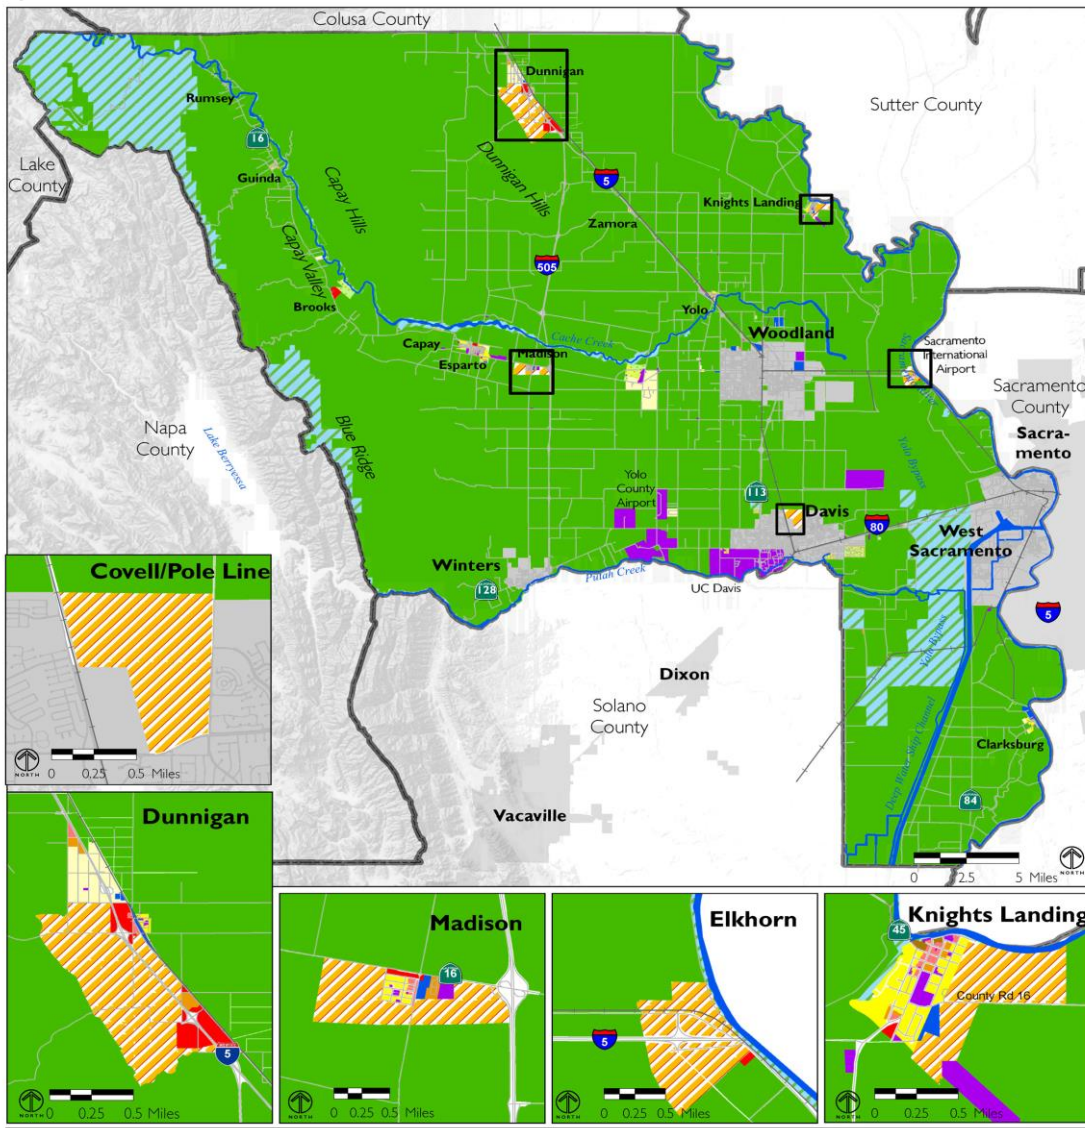 Colusa County
Dunnigan
Rumsey
Sutter County
16
Lake
County
Guinda
Capay Hills
Dunnigan Hills
5
Knights Landing
Zamora
Capay Valley
505
Brooks
Yolo
Woodland
Cache Creek
Capay
Madison
Esparto
Sacramento
International
Airport
Sacramento
County
Sacra-
mento
Napa
County
Lake Berryessa
Blue Ridge
Yolo
County
Airport
113
Yolo Bypass
Davis
80
West
Sacramento
Winters
128
Putah Creek
UC Davis
5
Yolo Bypass
Dixon
Solano
County
Deep Water Ship Channel
Clarksburg
84
Vacaville
0 2.5 5 Miles
NORTH
Covell/Pole Line
NORTH
0 0.25 0.5 Miles
Dunnigan
5
NORTH
0 0.25 0.5 Miles
Madison
16
NORTH
0 0.25 0.5 Miles
Elkhorn
5
NORTH
0 0.25 0.5 Miles
Knights Landing
45
County Rd 16
NORTH
0 0.25 0.5 Miles